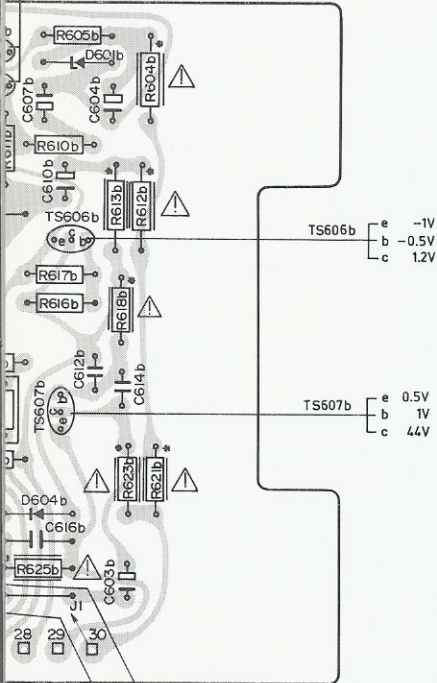 R605b
D601b
R604b
C607b
C604b
R610b
C610b
R613b
R612b
TS606b
e c b
TS606b
e -1V
b -0.5V
c 1.2V
R617b
R616b
R618b
C612b
C614b
TS607b
b
c
e
TS607b
e 0.5V
b 1V
c 44V
R623b
R621b
D604b
C616b
R625b
C603b
J1
28 29 30